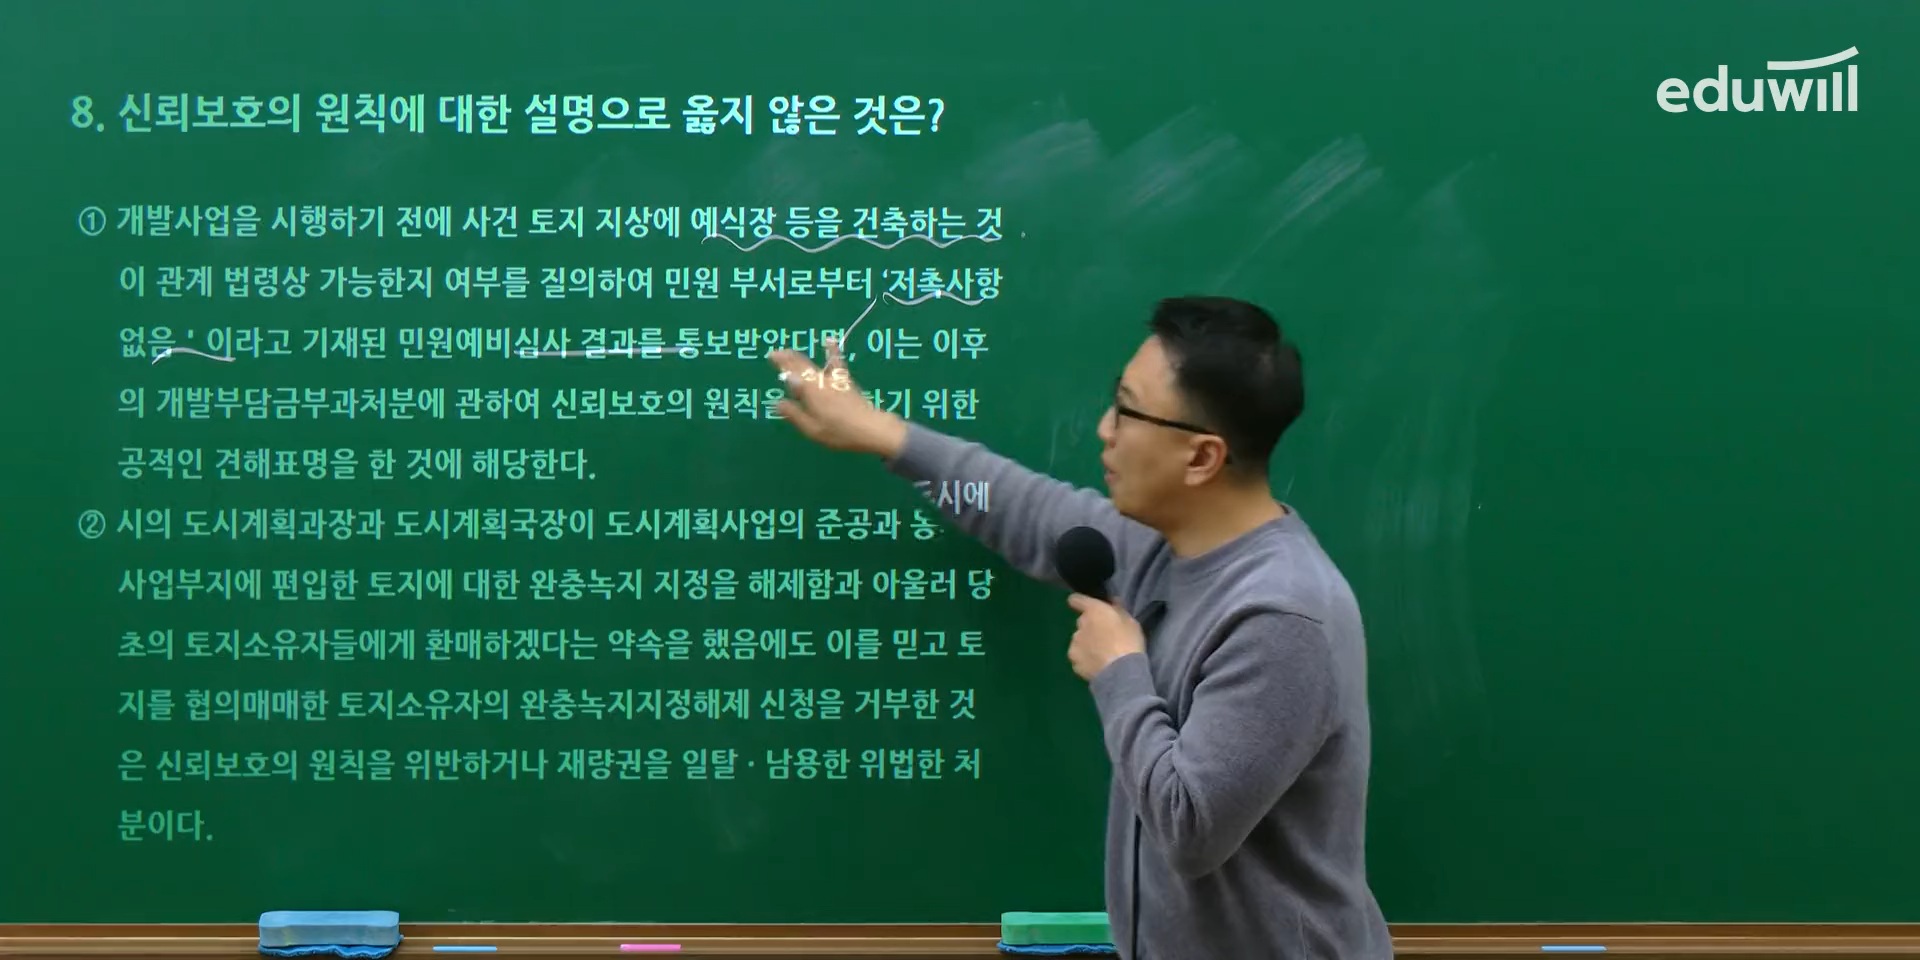 eduwill
8. 신뢰보호의 원칙에 대한 설명으로 옳지 않은 것은?
① 개발사업을 시행하기 전에 사건 토지 지상에 예식장 등을 건축하는 것
이 관계 법령상 가능한지 여부를 질의하여 민원 부서로부터 ‘저촉사항
없음 ' 이라고 기재된 민원예비심사 결과를 통보받았다면, 이는 이후
의 개발부담금부과처분에 관하여 신뢰보호의 원칙을 위한
공적인 견해표명을 한 것에 해당한다.
② 시의 도시계획과장과 도시계획국장이 도시계획사업의 준공과 동시에
사업부지에 편입한 토지에 대한 완충녹지 지정을 해제함과 아울러 당
초의 토지소유자들에게 환매하겠다는 약속을 했음에도 이를 믿고 토
지를 협의매매한 토지소유자의 완충녹지지정해제 신청을 거부한 것
은 신뢰보호의 원칙을 위반하거나 재량권을 일탈 · 남용한 위법한 처
분이다.